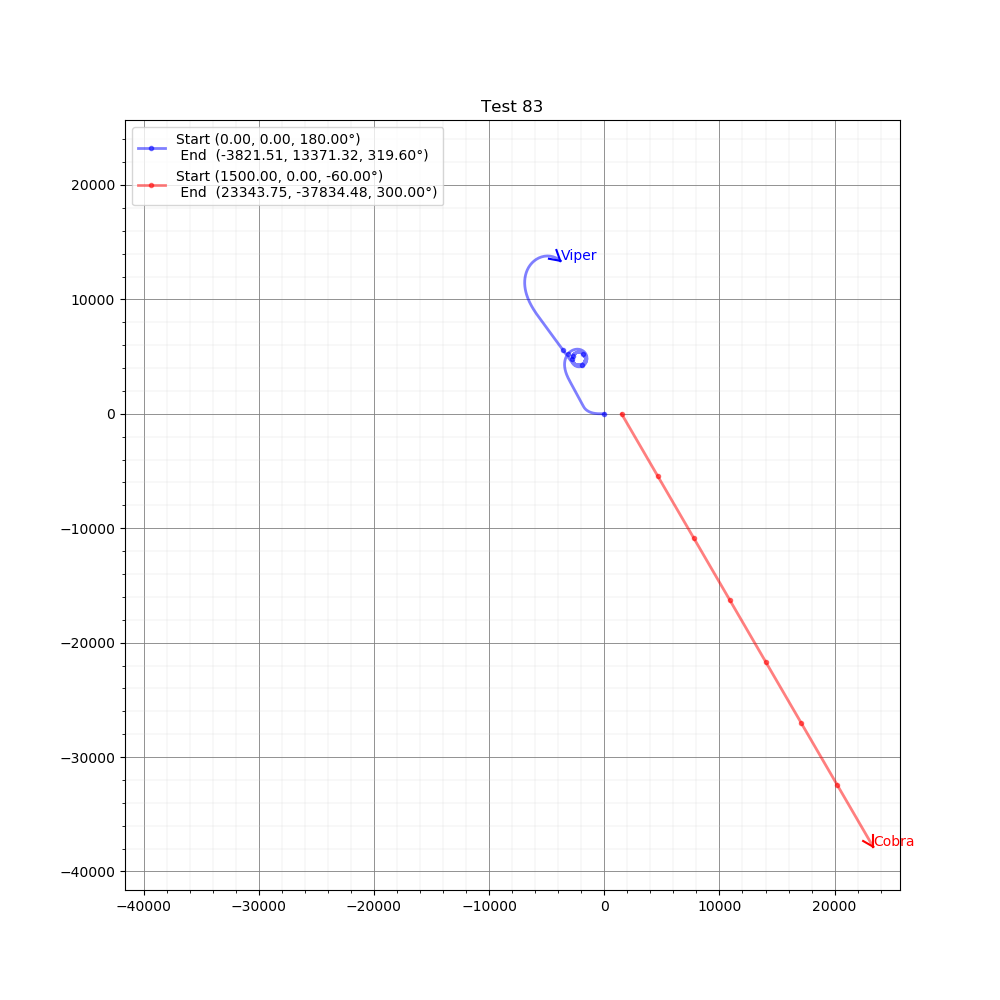 Test 83
Start (0.00, 0.00, 180.00°)
End (-3821.51, 13371.32, 319.60°)
Start (1500.00, 0.00, -60.00°)
End (23343.75, -37834.48, 300.00°)
20000
10000
0
−10000
−20000
−30000
−40000
Viper
Cobra
−40000
−30000
−20000
−10000
0
10000
20000